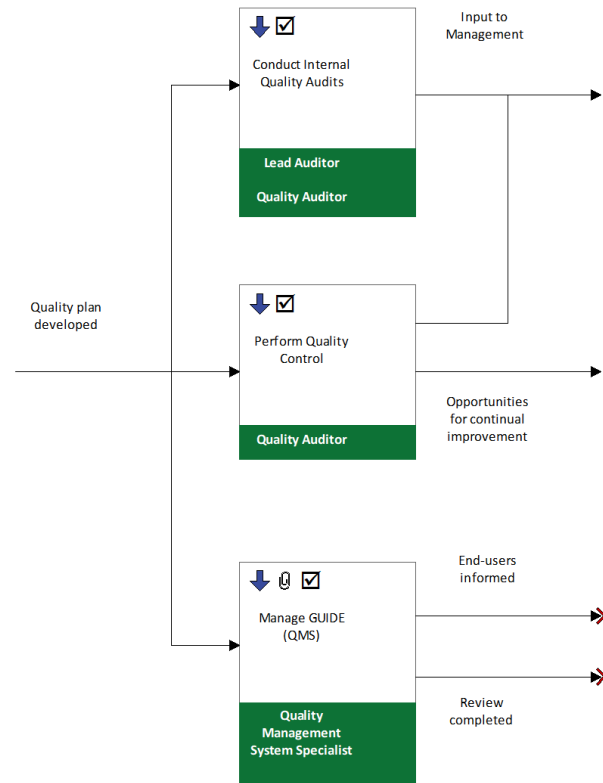 Input to
Management
Conduct Internal
Quality Audits
Lead Auditor
Quality Auditor
Quality plan
developed
Perform Quality
Control
Quality Auditor
Opportunities
for continual
improvement
End-users
informed
Manage GUIDE
(QMS)
Review
completed
Quality
Management
System Specialist